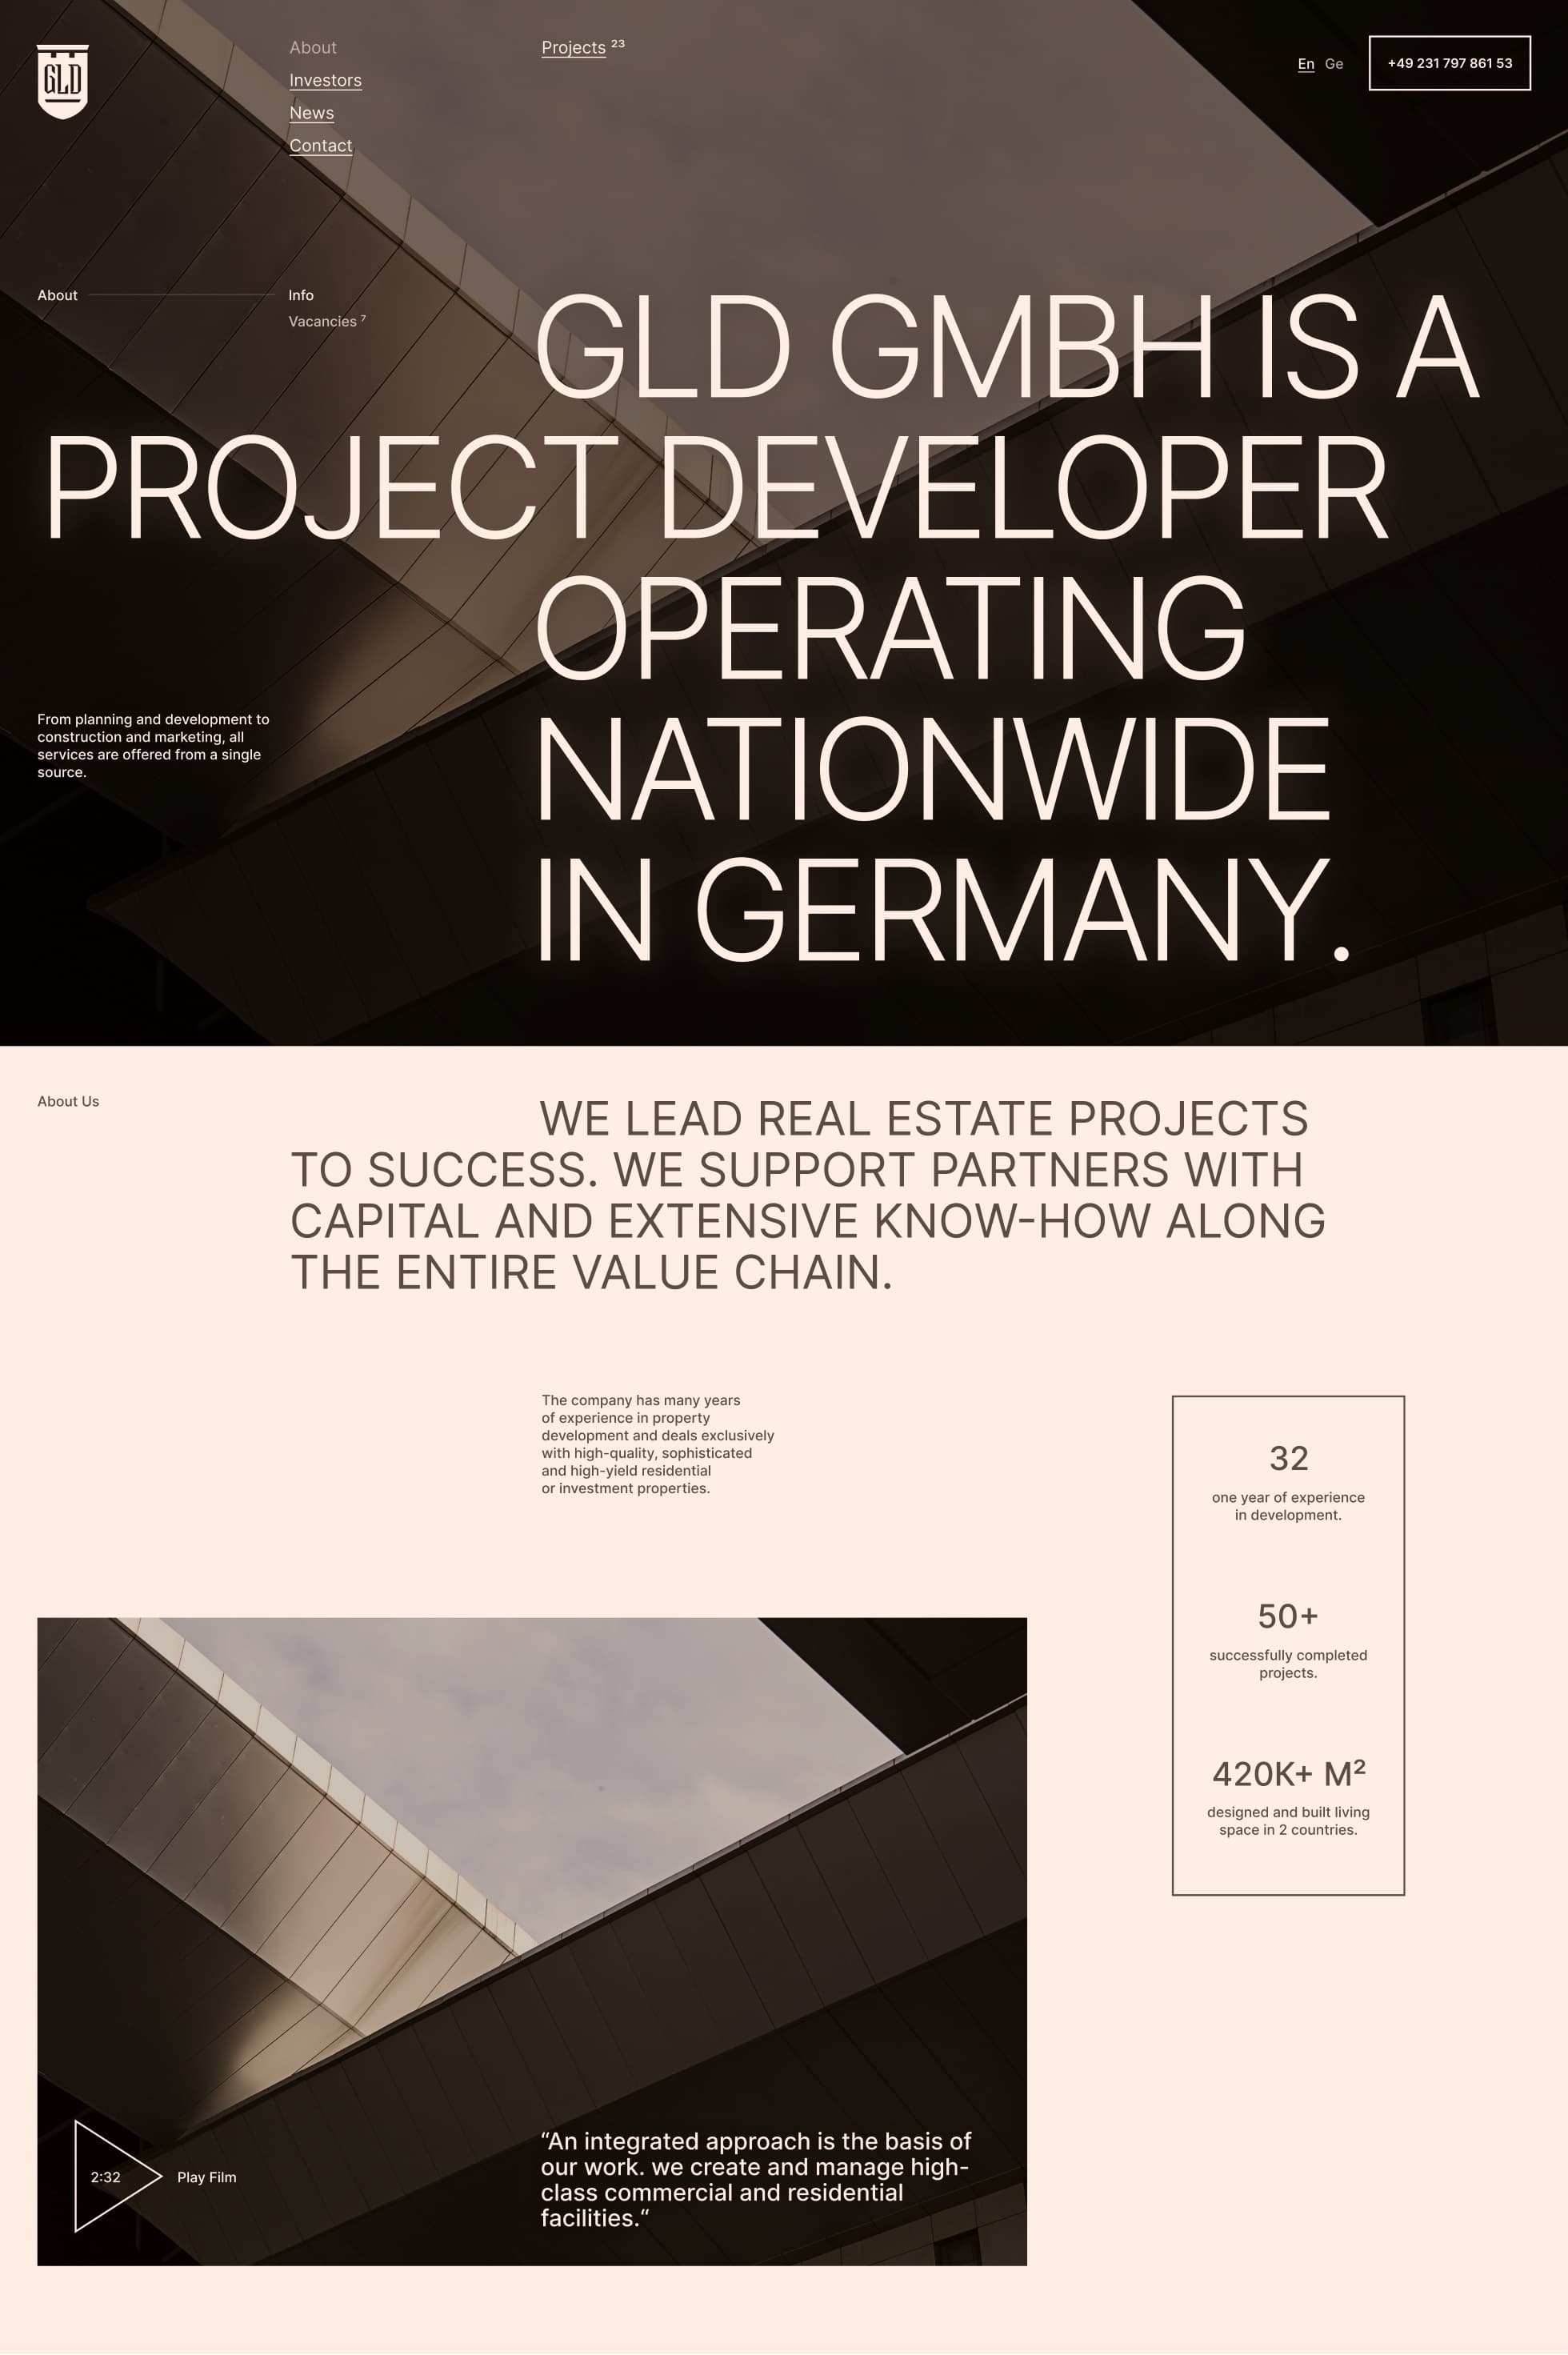 GLD
About
Investors
News
Contact
Projects 23
En Ge
+49 231 797 861 53
About
Info
Vacancies 7
GLD GMBH IS A
PROJECT DEVELOPER
OPERATING
NATIONWIDE
IN GERMANY.
From planning and development to
construction and marketing, all
services are offered from a single
source.
About Us
WE LEAD REAL ESTATE PROJECTS
TO SUCCESS. WE SUPPORT PARTNERS WITH
CAPITAL AND EXTENSIVE KNOW-HOW ALONG
THE ENTIRE VALUE CHAIN.
The company has many years
of experience in property
development and deals exclusively
with high-quality, sophisticated
and high-yield residential
or investment properties.
32
one year of experience
in development.
50+
successfully completed
projects.
420K+ M²
designed and built living
space in 2 countries.
2:32
Play Film
“An integrated approach is the basis of
our work. we create and manage high-
class commercial and residential
facilities.“